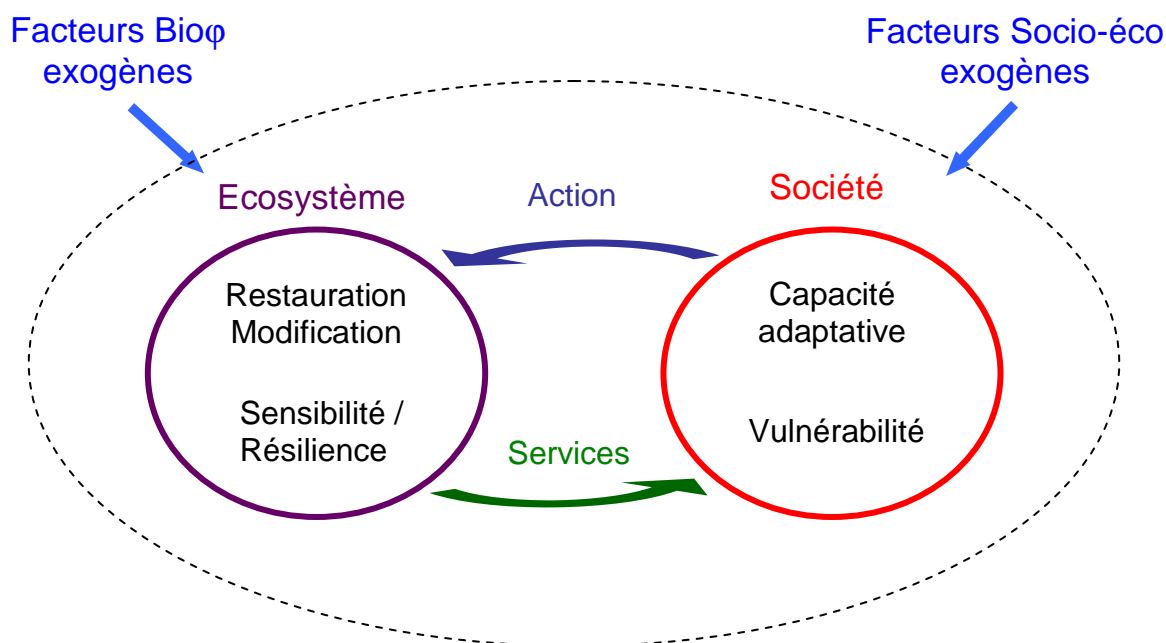 Facteurs Bioφ
exogènes
Facteurs Socio-éco
exogènes
Ecosystème
Action
Société
Restauration
Modification
Capacité
adaptative
Sensibilité /
Résilience
Vulnérabilité
Services